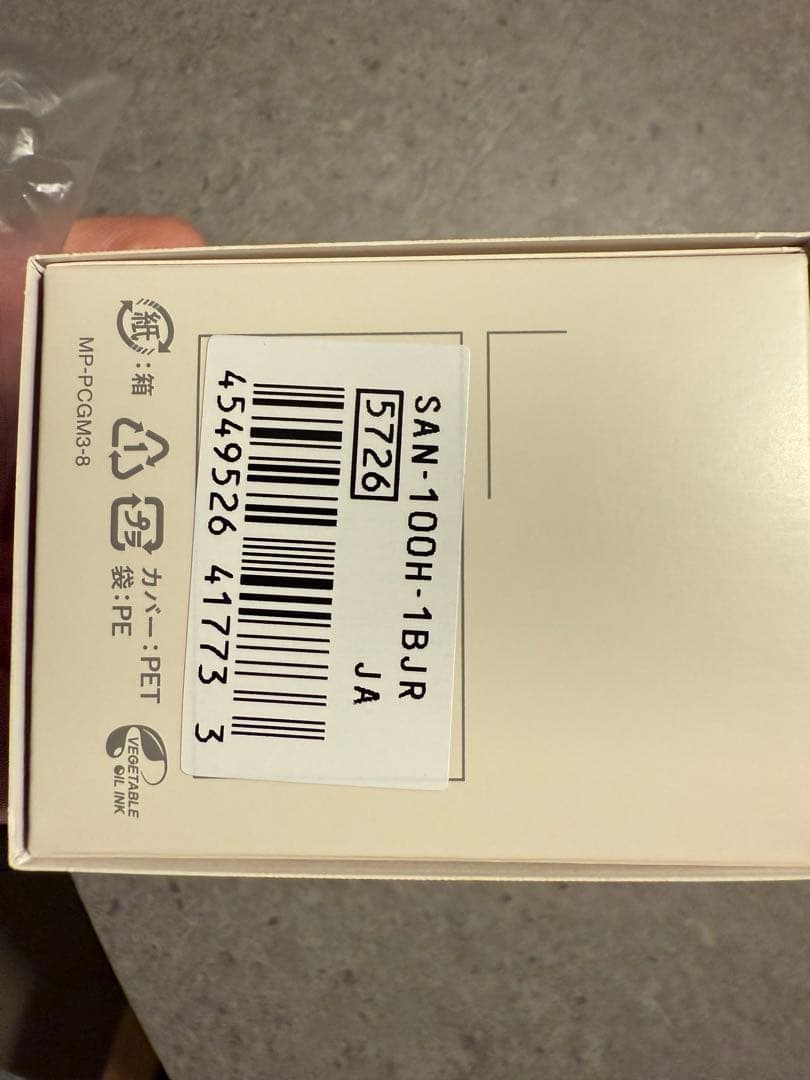 SAN-100H-1BJR
5726 JA
4549526 417733
紙 :箱
1
プラ カバー:PET
袋:PE
VEGETABLE
OIL INK
MP-PCGM3-8